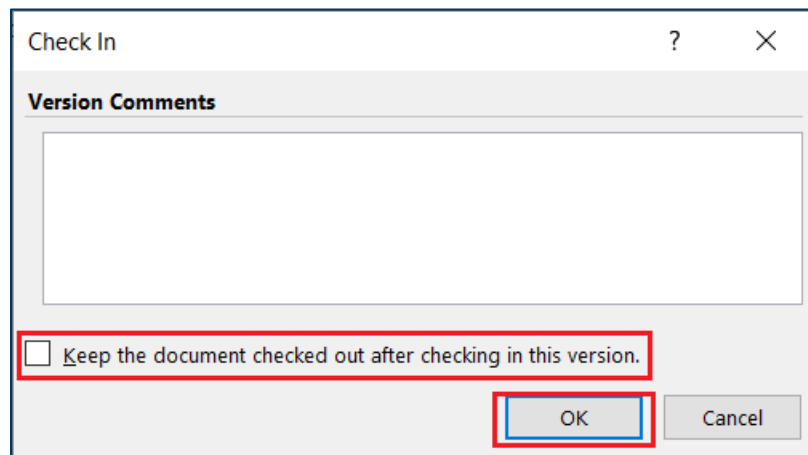 Check In
Version Comments
Keep the document checked out after checking in this version.
OK
Cancel